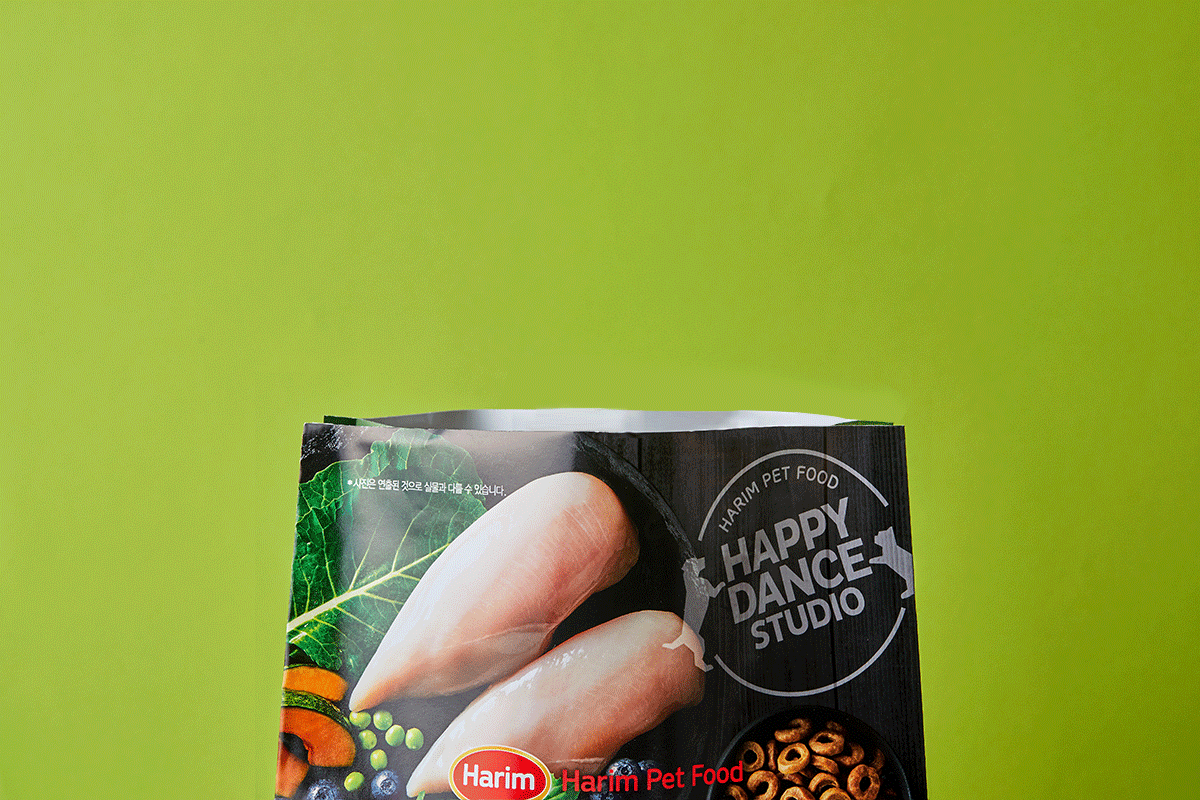 *사진은 연출된 것으로 실물과 다를 수 있습니다.
HARIM PET FOOD
HAPPY
DANCE
STUDIO
Harim
Harim Pet Food